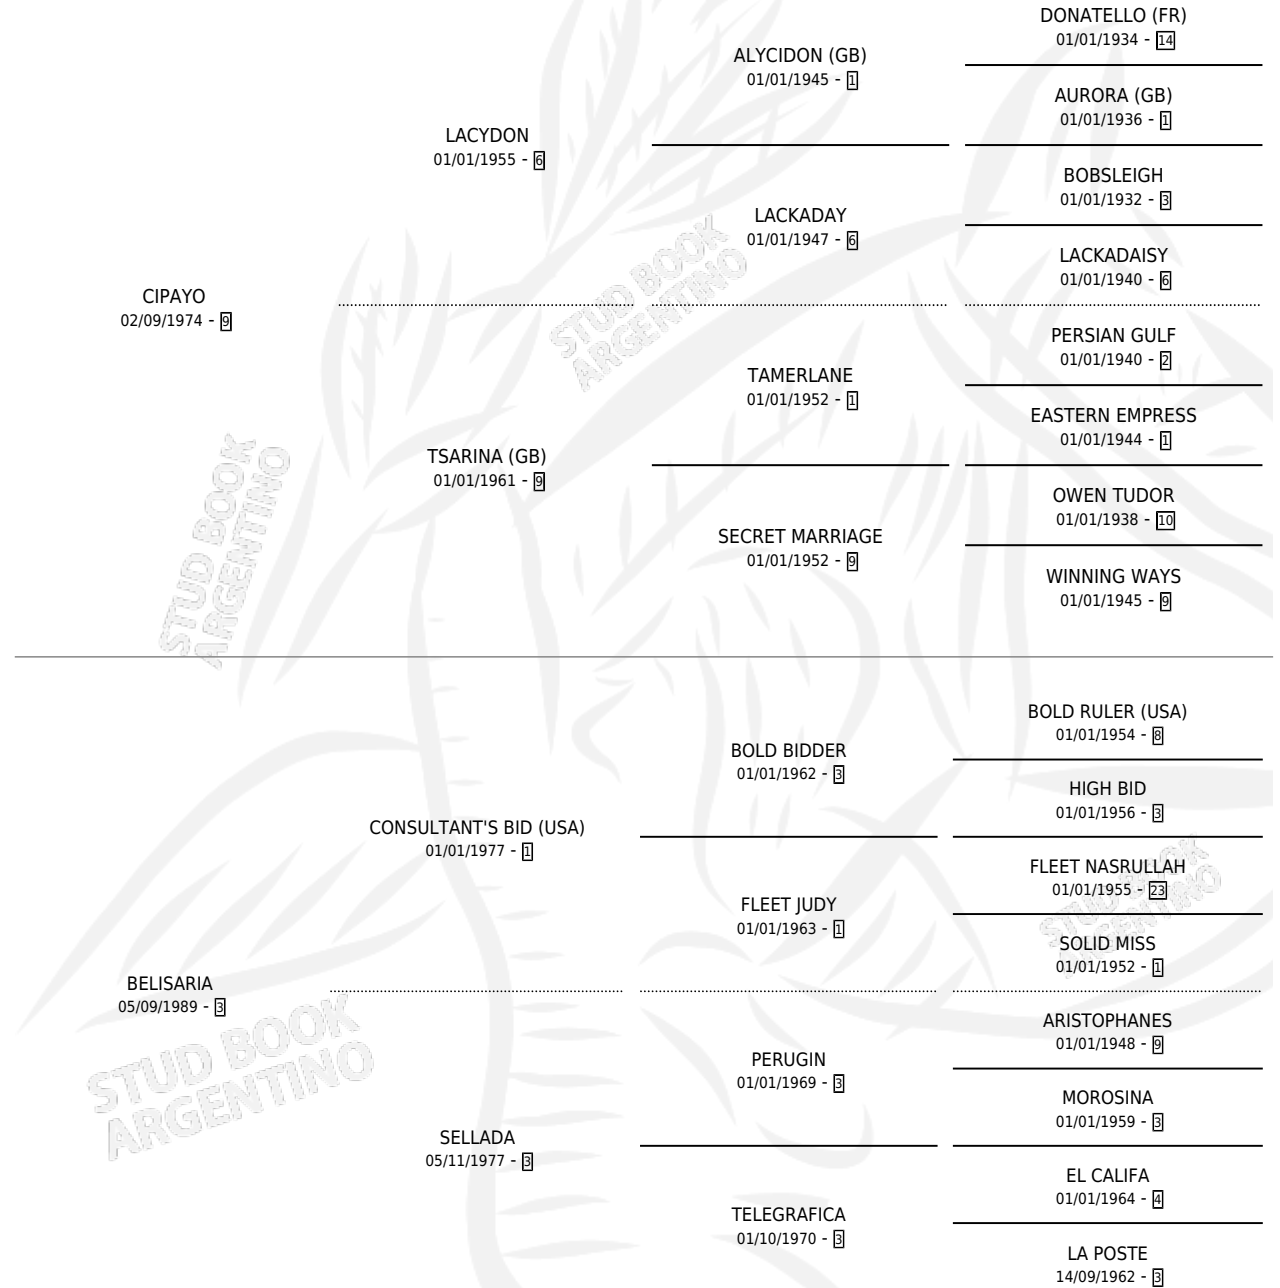 DONATELLO (FR)
01/01/1934 - 14
ALYCIDON (GB)
01/01/1945 - 1
AURORA (GB)
01/01/1936 - 1
LACYDON
01/01/1955 - 6
BOBSLEIGH
01/01/1932 - 3
LACKADAY
01/01/1947 - 6
LACKADAISY
01/01/1940 - 6
CIPAYO
02/09/1974 - 9
PERSIAN GULF
01/01/1940 - 2
TAMERLANE
01/01/1952 - 1
EASTERN EMPRESS
01/01/1944 - 1
TSARINA (GB)
01/01/1961 - 9
OWEN TUDOR
01/01/1938 - 10
SECRET MARRIAGE
01/01/1952 - 9
WINNING WAYS
01/01/1945 - 9
BOLD RULER (USA)
01/01/1954 - 8
BOLD BIDDER
01/01/1962 - 3
HIGH BID
01/01/1956 - 3
CONSULTANT'S BID (USA)
01/01/1977 - 1
FLEET NASRULLAH
01/01/1955 - 23
FLEET JUDY
01/01/1963 - 1
SOLID MISS
01/01/1952 - 1
BELISARIA
05/09/1989 - 3
ARISTOPHANES
01/01/1948 - 9
PERUGIN
01/01/1969 - 3
MOROSINA
01/01/1959 - 3
SELLADA
05/11/1977 - 3
EL CALIFA
01/01/1964 - 4
TELEGRAFICA
01/10/1970 - 3
LA POSTE
14/09/1962 - 3
STUD BOOK
ARGENTINO
STUD BOOK
ARGENTINO
STUD BOOK
ARGENTINO
STUD BOOK
ARGENTINO